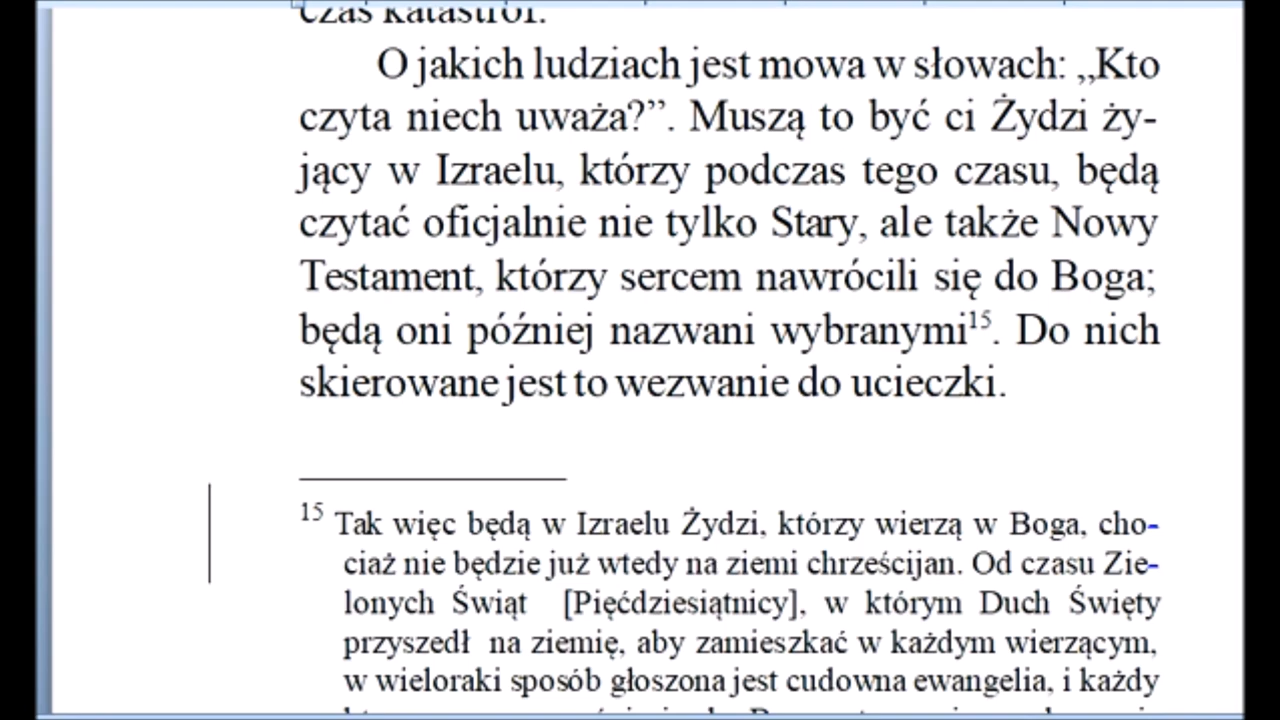 czas katastrof.
O jakich ludziach jest mowa w słowach: „Kto
czyta niech uważa?”. Muszą to być ci Żydzi ży-
jący w Izraelu, którzy podczas tego czasu, będą
czytać oficjalnie nie tylko Stary, ale także Nowy
Testament, którzy sercem nawrócili się do Boga;
będą oni później nazwani wybranymi15. Do nich
skierowane jest to wezwanie do ucieczki.
15 Tak więc będą w Izraelu Żydzi, którzy wierzą w Boga, cho-
ciaż nie będzie już wtedy na ziemi chrześcijan. Od czasu Zie-
lonych Świąt [Pięćdziesiątnicy], w którym Duch Święty
przyszedł na ziemię, aby zamieszkać w każdym wierzącym,
w wieloraki sposób głoszona jest cudowna ewangelia, i każdy